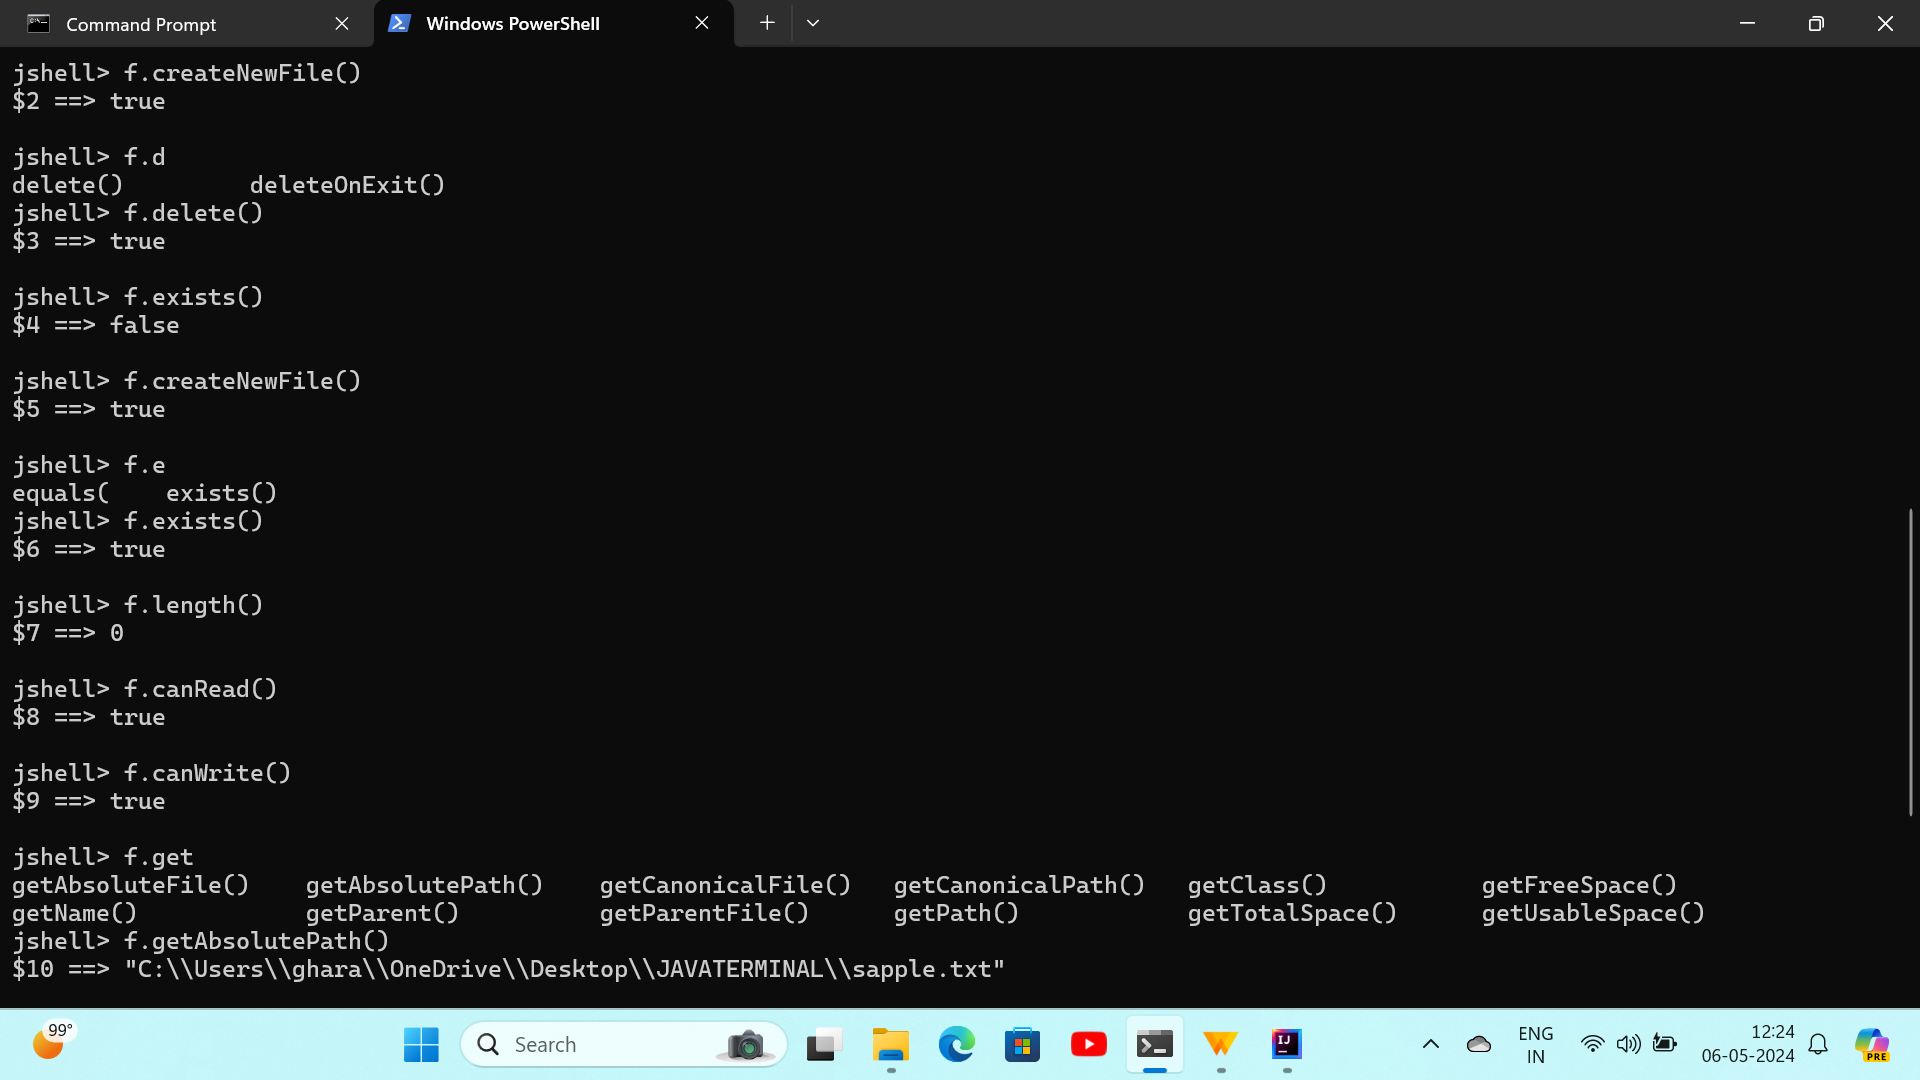 Command Prompt
Windows PowerShell
jshell> f.createNewFile()
$2 ==> true
jshell> f.d
delete()         deleteOnExit()
jshell> f.delete()
$3 ==> true
jshell> f.exists()
$4 ==> false
jshell> f.createNewFile()
$5 ==> true
jshell> f.e
equals(    exists()
jshell> f.exists()
$6 ==> true
jshell> f.length()
$7 ==> 0
jshell> f.canRead()
$8 ==> true
jshell> f.canWrite()
$9 ==> true
jshell> f.get
getAbsoluteFile()    getAbsolutePath()    getCanonicalFile()   getCanonicalPath()   getClass()           getFreeSpace()
getName()            getParent()          getParentFile()      getPath()            getTotalSpace()      getUsableSpace()
jshell> f.getAbsolutePath()
$10 ==> "C:\\Users\\ghara\\OneDrive\\Desktop\\JAVATERMINAL\\sapple.txt"
99°
Search
IJ
ENG
IN
12:24
06-05-2024
PRE